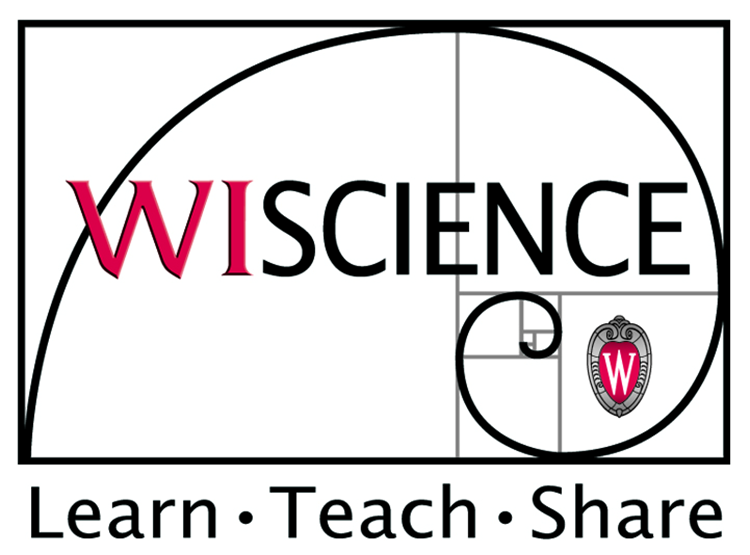 WISCIENCE
W
Learn · Teach · Share